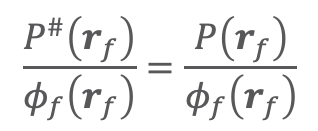 P^#(r_f) / ϕ_f(r_f) = P(r_f) / ϕ_f(r_f)